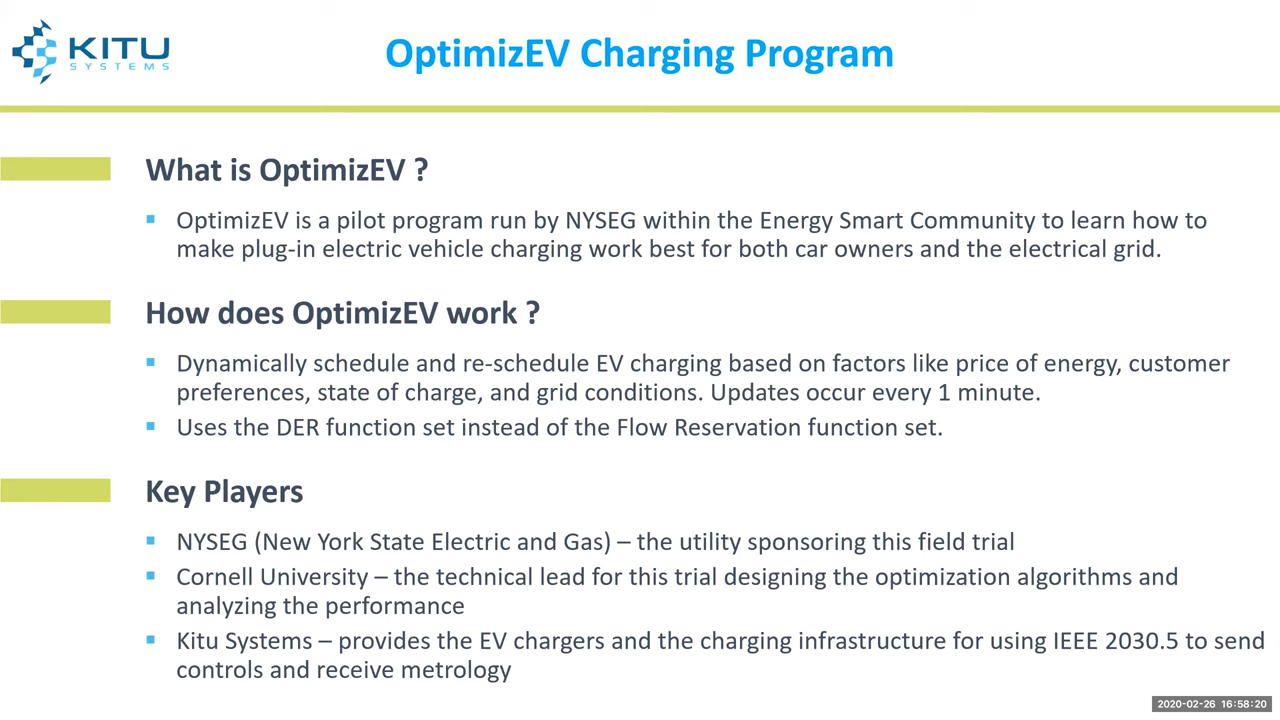 KITU
SYSTEMS
OptimizEV Charging Program
What is OptimizEV ?
OptimizEV is a pilot program run by NYSEG within the Energy Smart Community to learn how to
make plug-in electric vehicle charging work best for both car owners and the electrical grid.
How does OptimizEV work ?
Dynamically schedule and re-schedule EV charging based on factors like price of energy, customer
preferences, state of charge, and grid conditions. Updates occur every 1 minute.
Uses the DER function set instead of the Flow Reservation function set.
Key Players
NYSEG (New York State Electric and Gas) – the utility sponsoring this field trial
Cornell University – the technical lead for this trial designing the optimization algorithms and
analyzing the performance
Kitu Systems – provides the EV chargers and the charging infrastructure for using IEEE 2030.5 to send
controls and receive metrology
2020-02-26 16:58:20